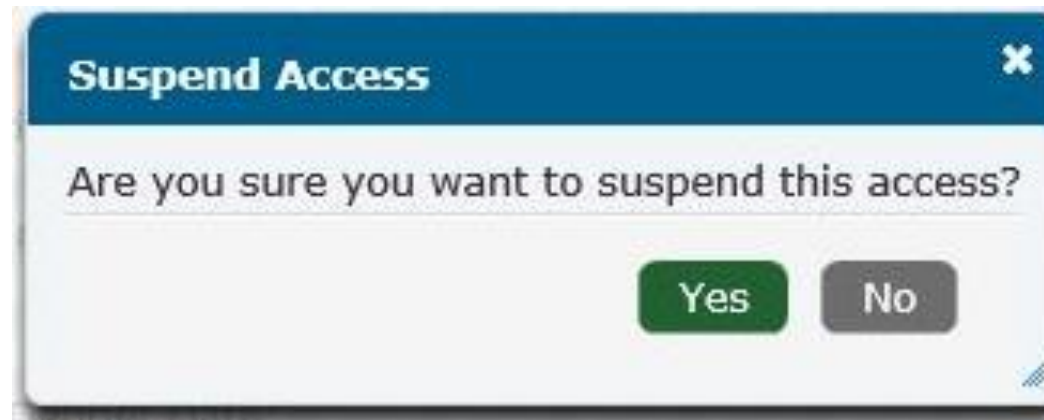 Suspend Access
Are you sure you want to suspend this access?
Yes No